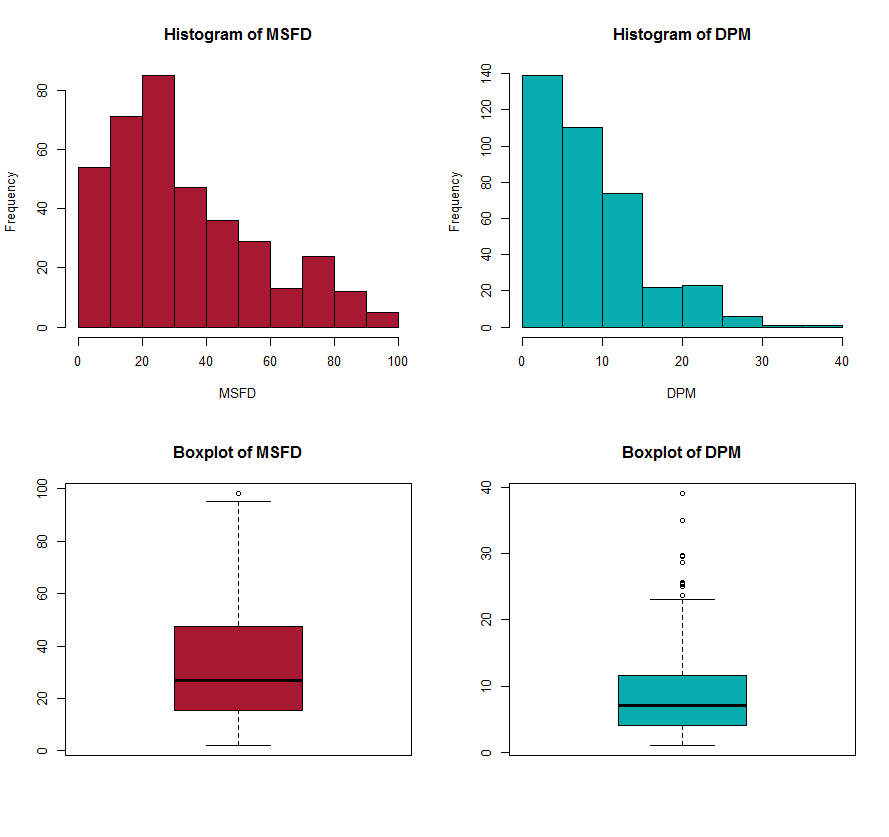 Histogram of MSFD
Frequency
0 20 40 60 80
0 20 40 60 80 100
MSFD
Histogram of DPM
Frequency
0 20 40 60 80 100 120 140
0 10 20 30 40
DPM
Boxplot of MSFD
0 20 40 60 80 100
Boxplot of DPM
0 10 20 30 40